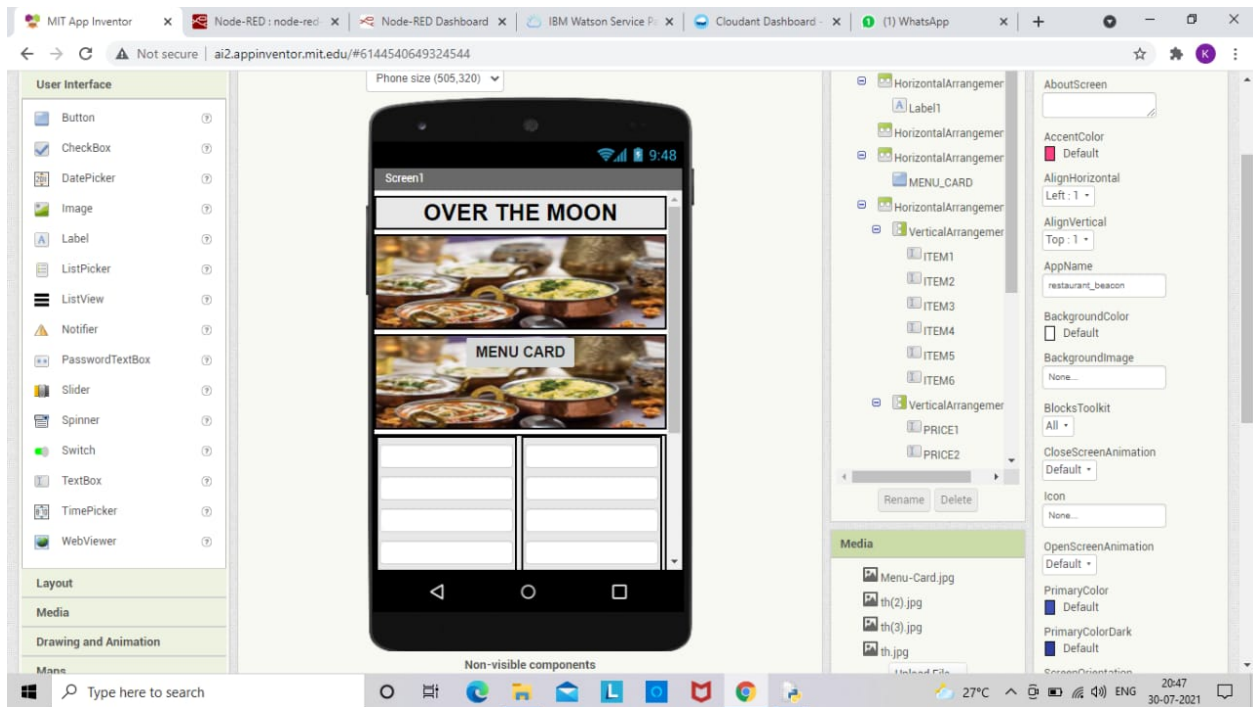 MIT App Inventor
Node-RED : node-red-
Node-RED Dashboard
IBM Watson Service P
Cloudant Dashboard -
(1) WhatsApp
Not secure | ai2.appinventor.mit.edu/#6144540649324544
K
User Interface
Button
CheckBox
DatePicker
Image
Label
ListPicker
ListView
Notifier
PasswordTextBox
Slider
Spinner
Switch
TextBox
TimePicker
WebViewer
Layout
Media
Drawing and Animation
Maps
Phone size (505,320)
9:48
Screen1
OVER THE MOON
MENU CARD
Non-visible components
HorizontalArrangemer
Label1
HorizontalArrangemer
HorizontalArrangemer
MENU_CARD
HorizontalArrangemer
VerticalArrangemer
ITEM1
ITEM2
ITEM3
ITEM4
ITEM5
ITEM6
VerticalArrangemer
PRICE1
PRICE2
Rename Delete
Media
Menu-Card.jpg
th(2).jpg
th(3).jpg
th.jpg
Upload File
AboutScreen
AccentColor
Default
AlignHorizontal
Left : 1
AlignVertical
Top : 1
AppName
restaurant_beacon
BackgroundColor
Default
BackgroundImage
None...
BlocksToolkit
All
CloseScreenAnimation
Default
Icon
None...
OpenScreenAnimation
Default
PrimaryColor
Default
PrimaryColorDark
Default
ScreenOrientation
Type here to search
27°C
ENG
20:47
30-07-2021